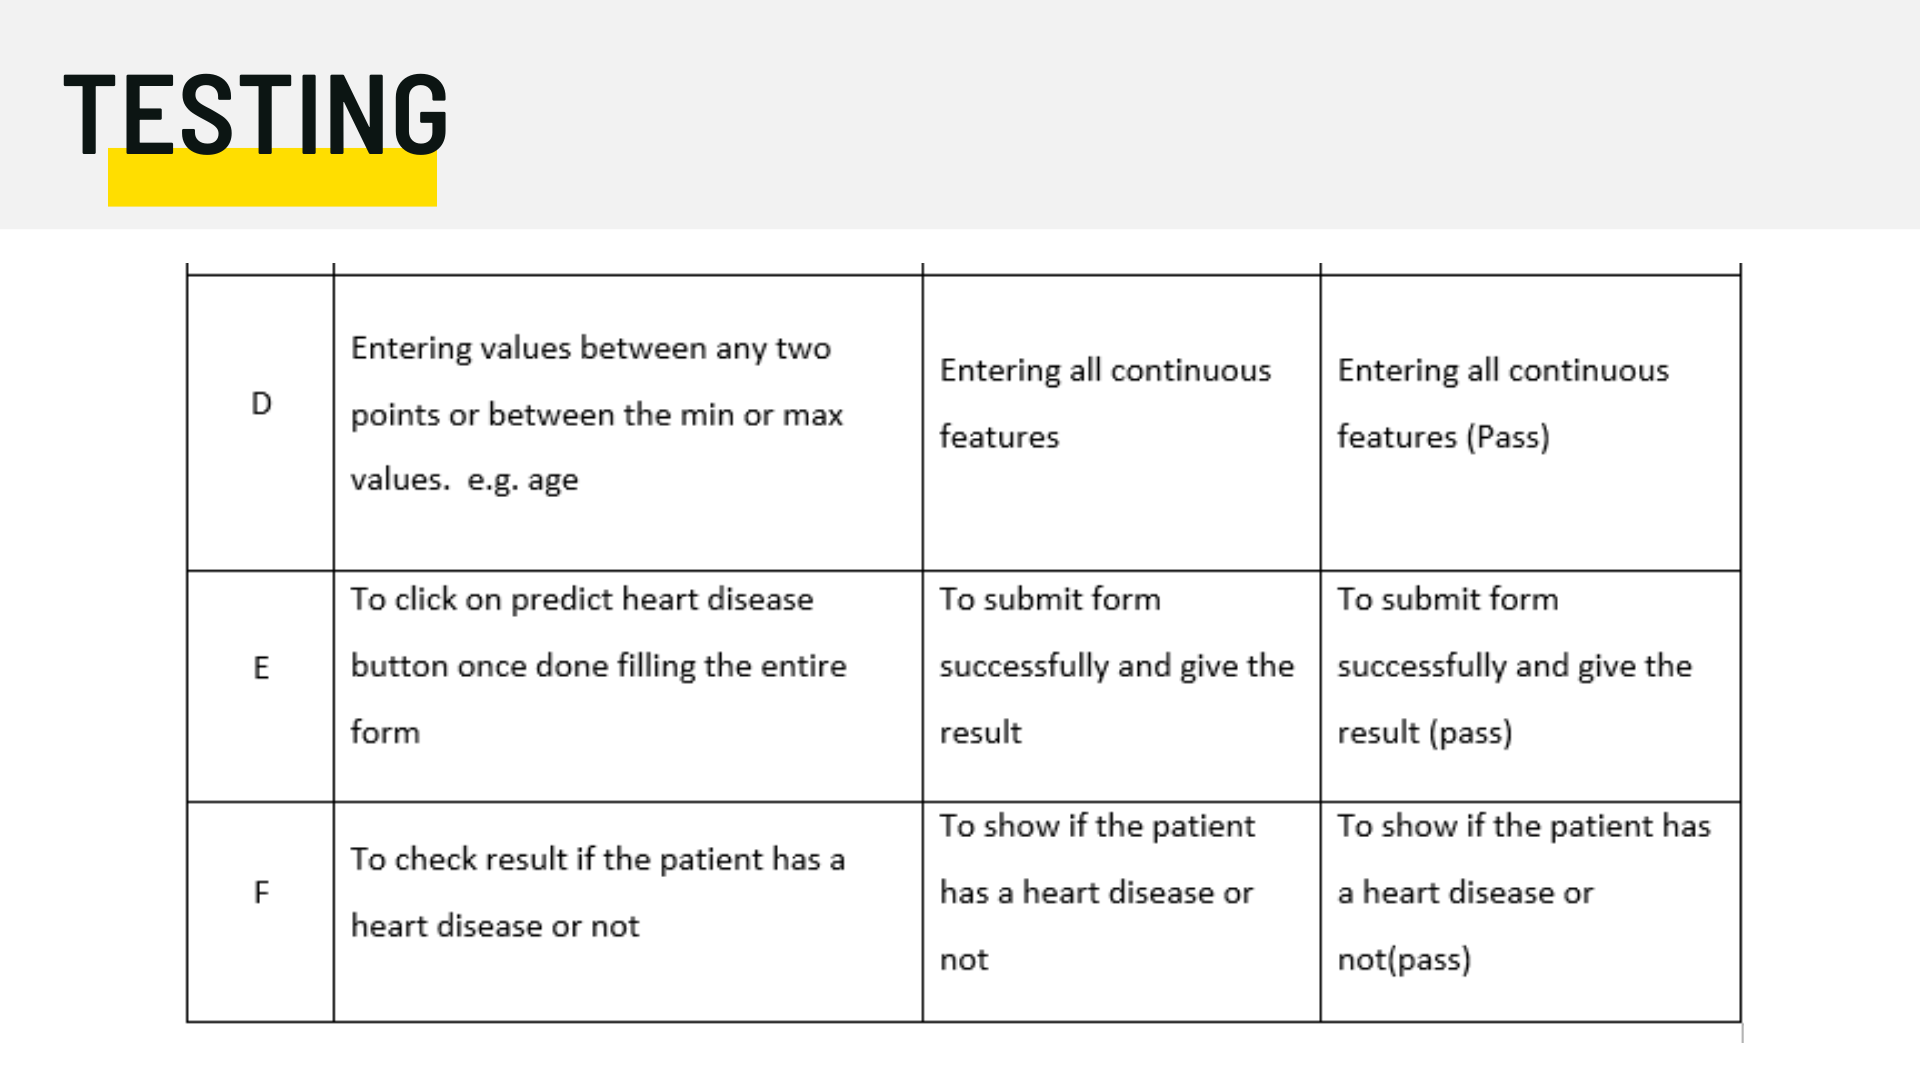 TESTING
D
Entering values between any two
points or between the min or max
values.  e.g. age
Entering all continuous
features
Entering all continuous
features (Pass)
E
To click on predict heart disease
button once done filling the entire
form
To submit form
successfully and give the
result
To submit form
successfully and give the
result (pass)
F
To check result if the patient has a
heart disease or not
To show if the patient
has a heart disease or
not
To show if the patient has
a heart disease or
not(pass)